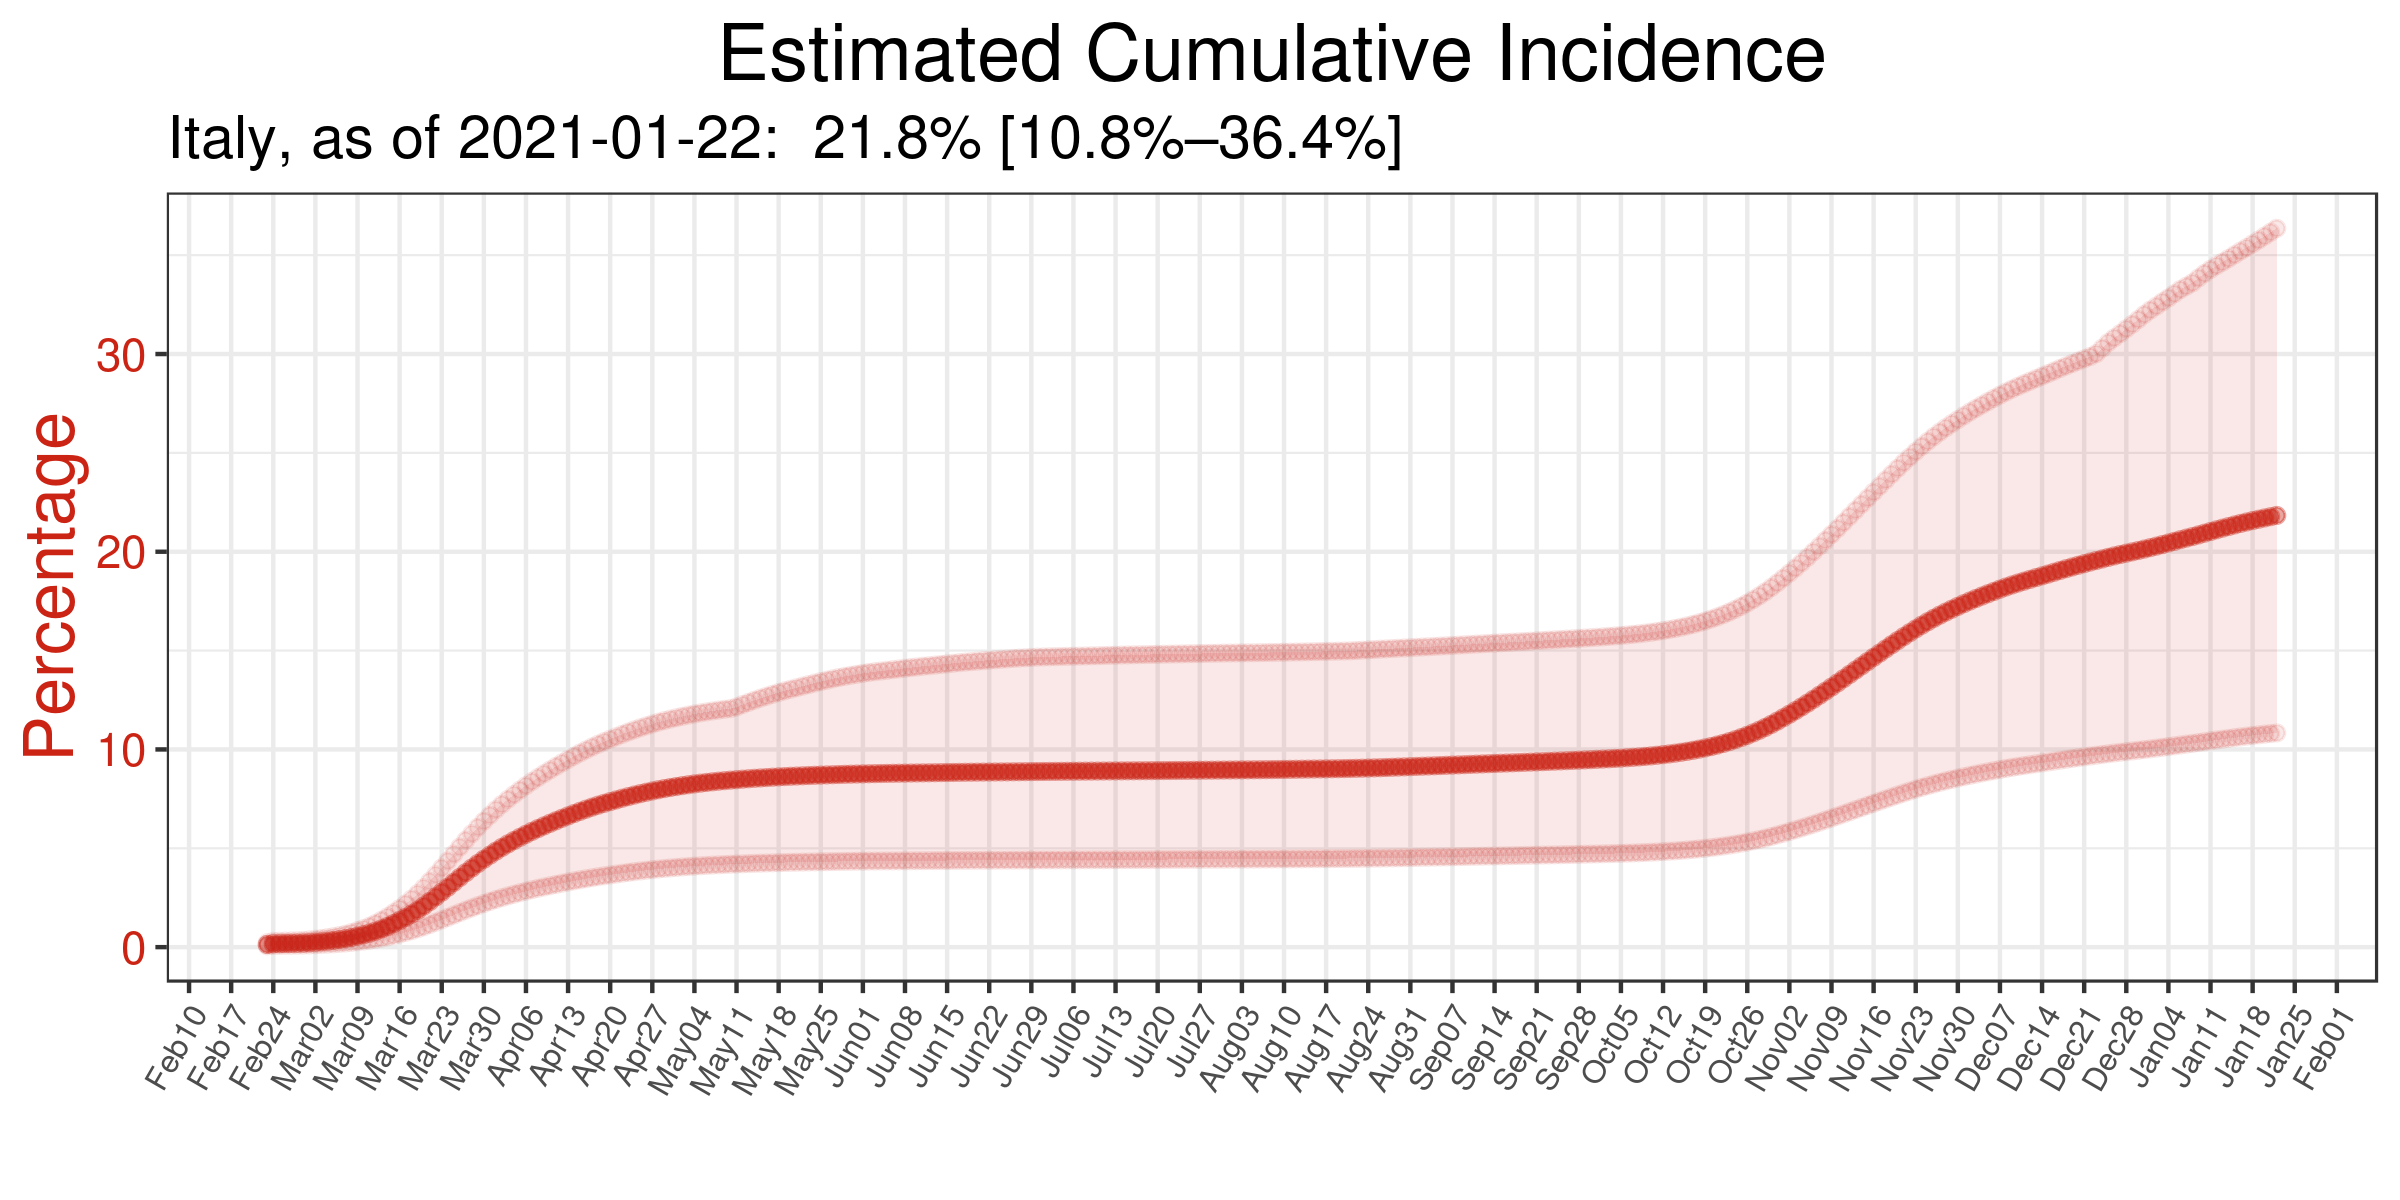 Estimated Cumulative Incidence
Italy, as of 2021-01-22:  21.8% [10.8%–36.4%]
Percentage
30
20
10
0
Feb10
Feb17
Feb24
Mar02
Mar09
Mar16
Mar23
Mar30
Apr06
Apr13
Apr20
Apr27
May04
May11
May18
May25
Jun01
Jun08
Jun15
Jun22
Jun29
Jul06
Jul13
Jul20
Jul27
Aug03
Aug10
Aug17
Aug24
Aug31
Sep07
Sep14
Sep21
Sep28
Oct05
Oct12
Oct19
Oct26
Nov02
Nov09
Nov16
Nov23
Nov30
Dec07
Dec14
Dec21
Dec28
Jan04
Jan11
Jan18
Jan25
Feb01